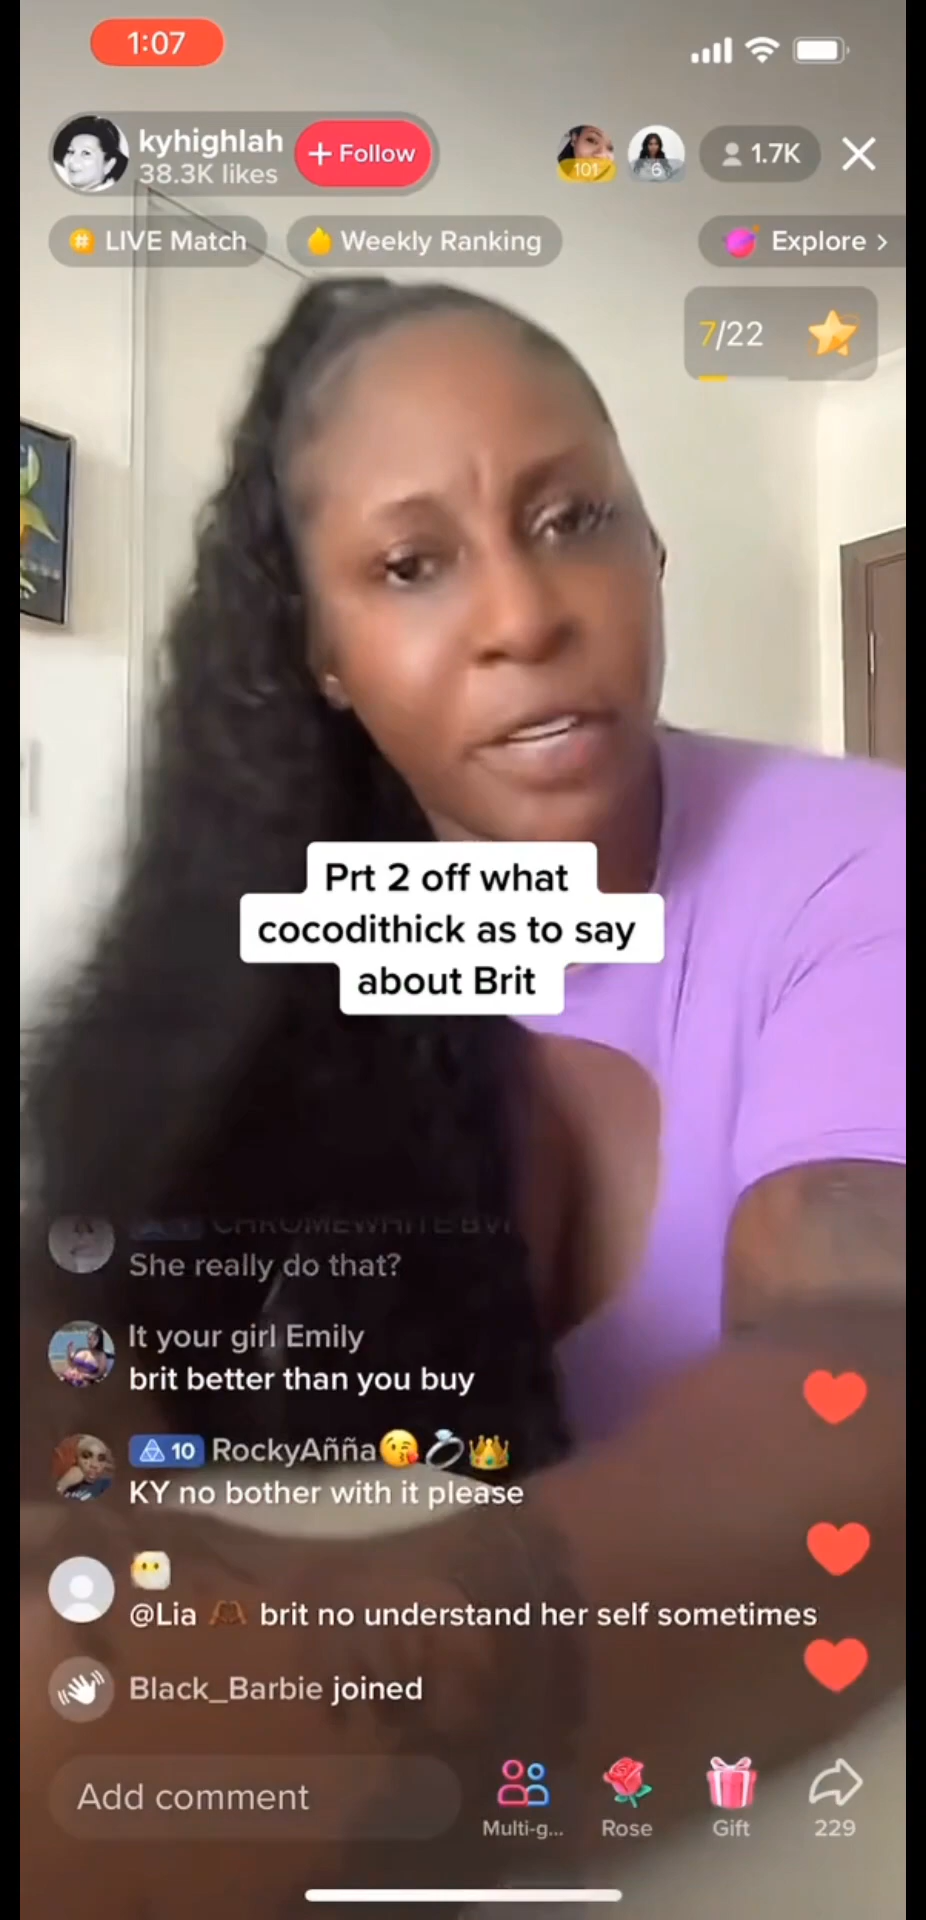 1:07
kyhighlah
38.3K likes
+ Follow
101
6
1.7K
LIVE Match
Weekly Ranking
Explore >
7/22
Prt 2 off what
cocodithick as to say
about Brit
She really do that?
It your girl Emily
brit better than you buy
10 RockyAñña😘💍👑
KY no bother with it please
😶
@Lia 🫶🏾 brit no understand her self sometimes
Black_Barbie joined
Add comment
Multi-g...
Rose
Gift
229